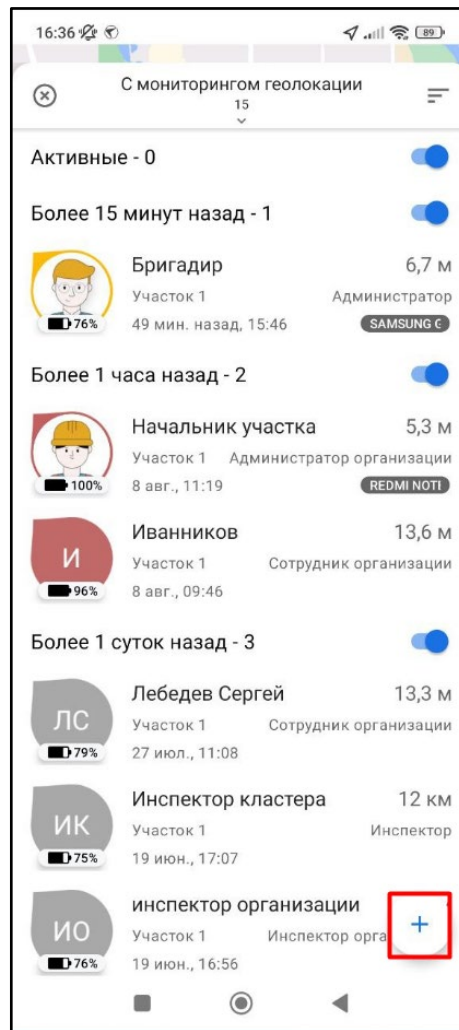 16:36
89
С мониторингом геолокации
15
Активные - 0
Более 15 минут назад - 1
Бригадир 6,7 м
Участок 1 Администратор
76% 49 мин. назад, 15:46 SAMSUNG
Более 1 часа назад - 2
Начальник участка 5,3 м
Участок 1 Администратор организации
100% 8 авг., 11:19 REDMI NOTI
И Иванников 13,6 м
Участок 1 Сотрудник организации
96% 8 авг., 09:46
Более 1 суток назад - 3
ЛС Лебедев Сергей 13,3 м
Участок 1 Сотрудник организации
79% 27 июл., 11:08
ИК Инспектор кластера 12 км
Участок 1 Инспектор
75% 19 июн., 17:07
ИО инспектор организации
Участок 1 Инспектор орга
76% 19 июн., 16:56
+